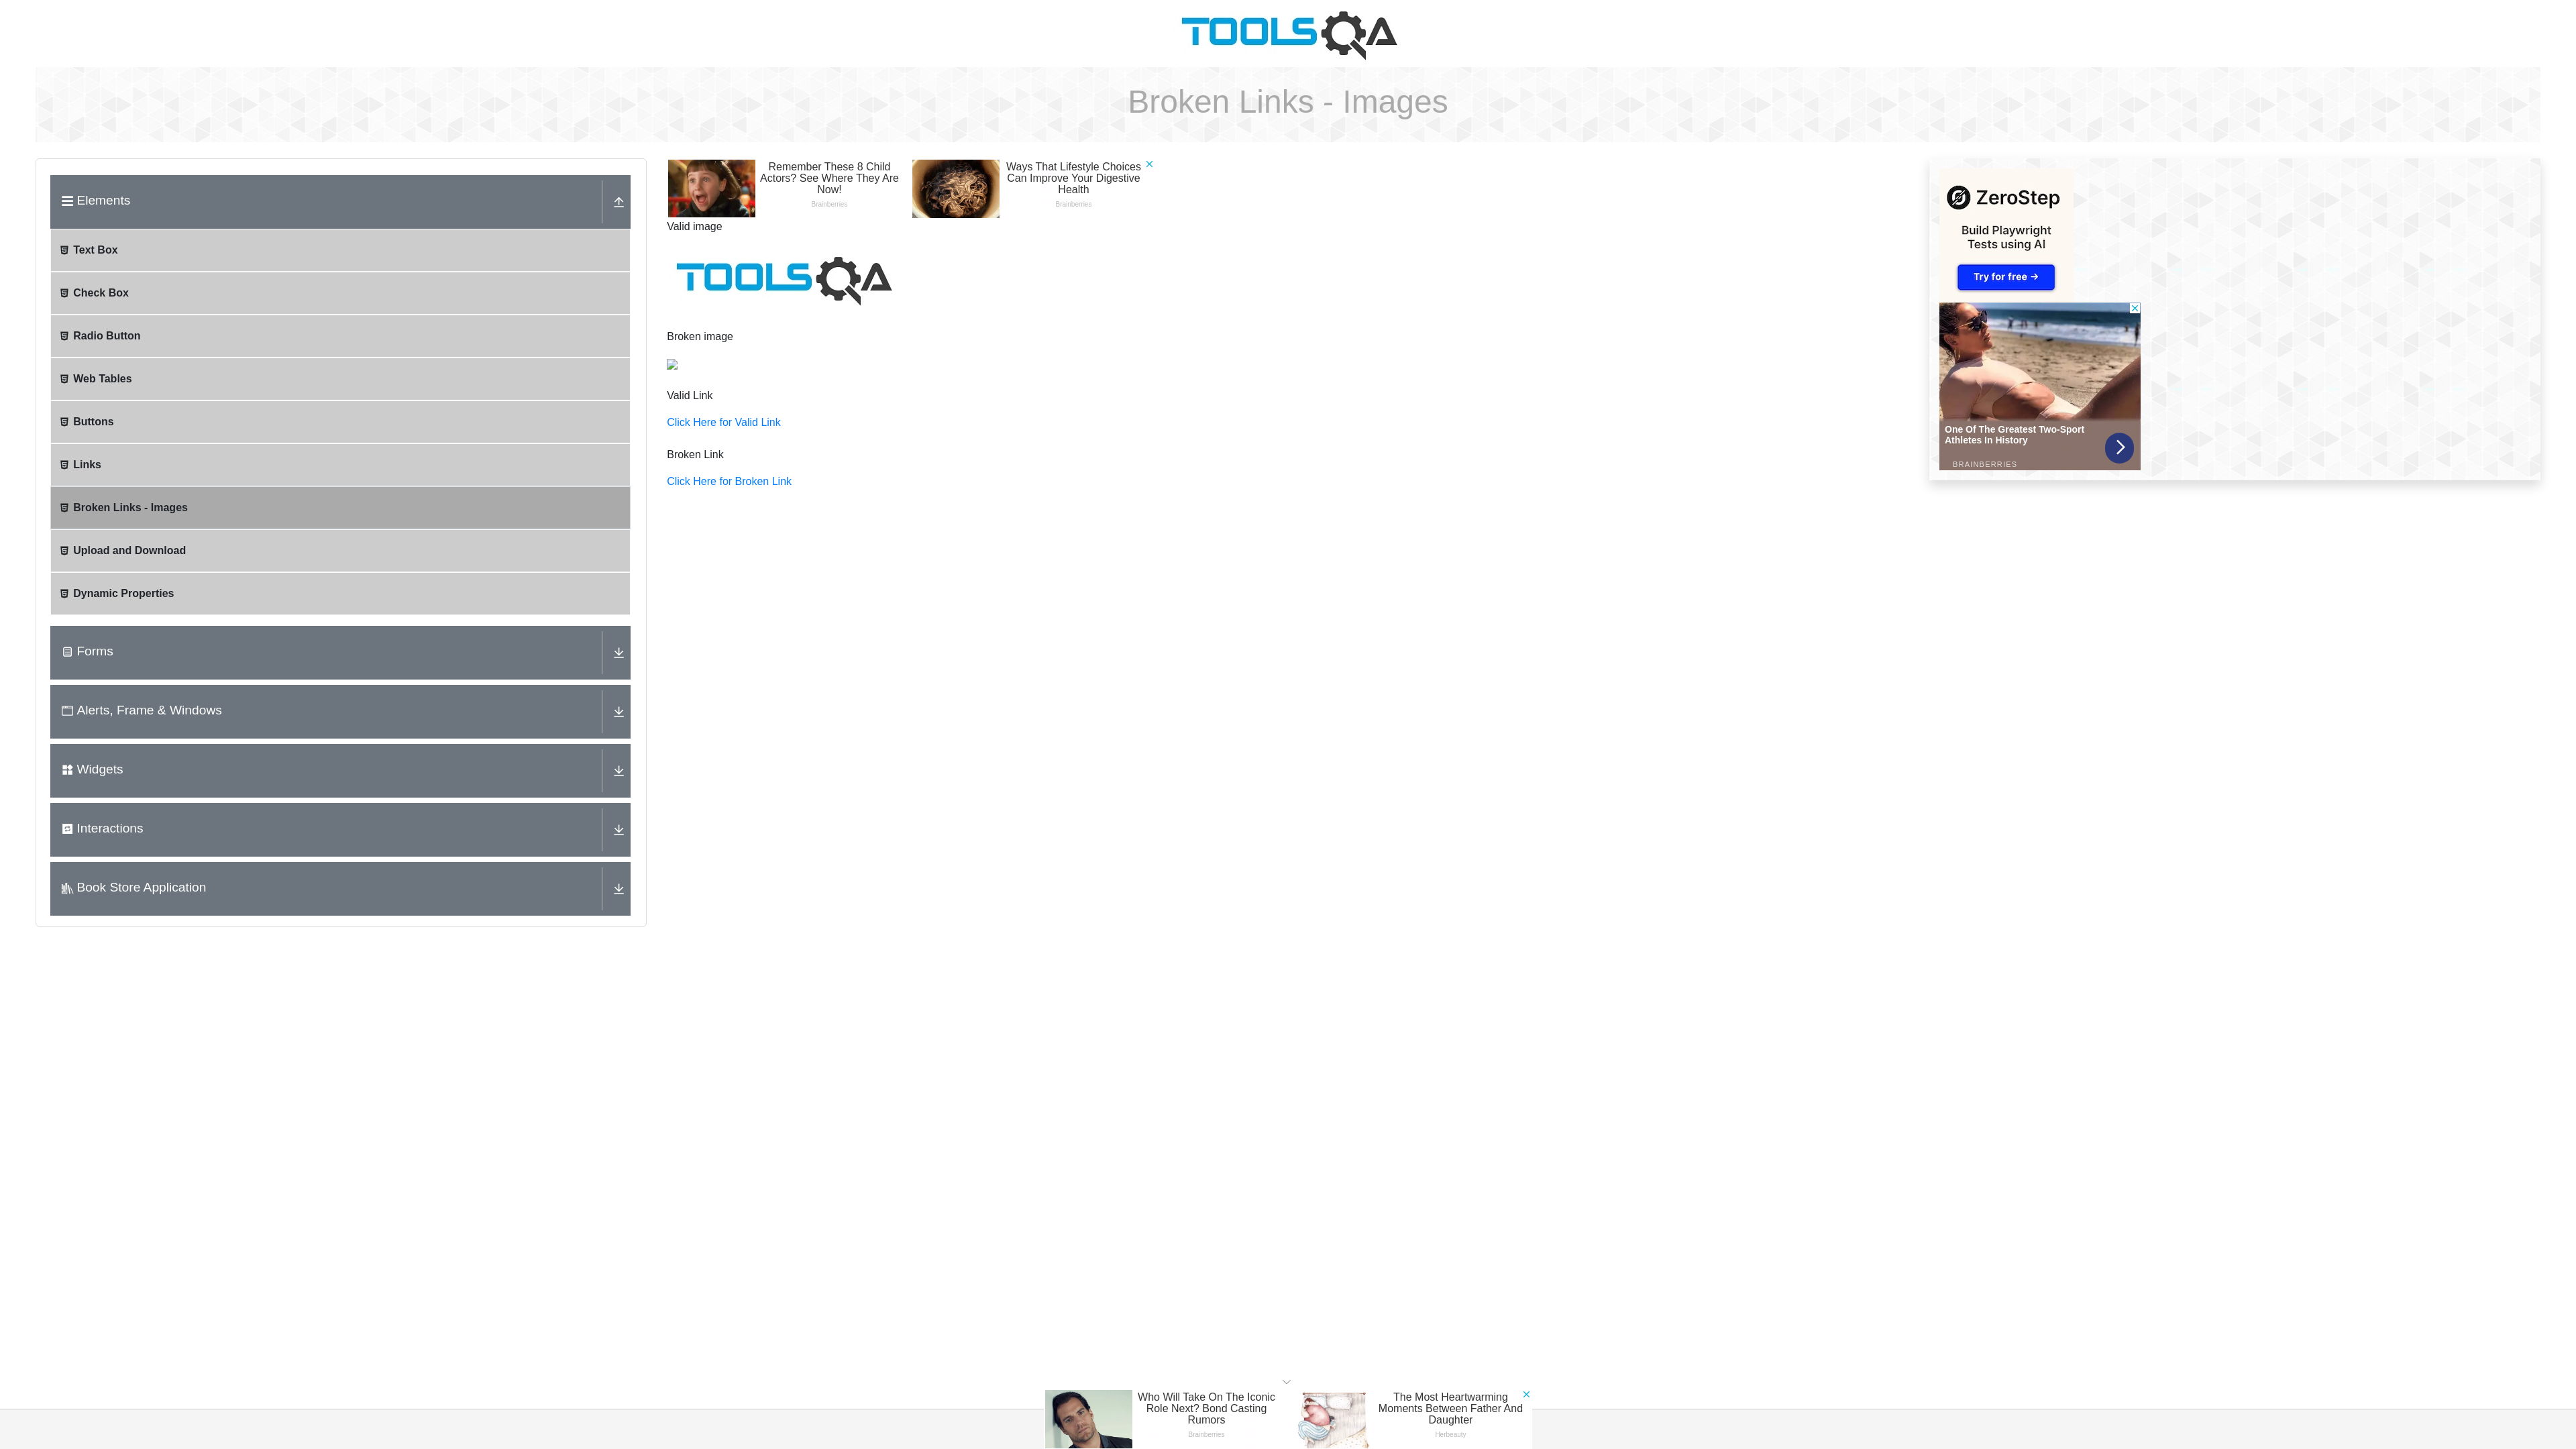 TOOLSQA
Broken Links - Images
Elements
Text Box
Check Box
Radio Button
Web Tables
Buttons
Links
Broken Links - Images
Upload and Download
Dynamic Properties
Forms
Alerts, Frame & Windows
Widgets
Interactions
Book Store Application
Remember These 8 Child
Actors? See Where They Are
Now!
Brainberries
Ways That Lifestyle Choices
Can Improve Your Digestive
Health
Brainberries
Valid image
TOOLSQA
Broken image
Valid Link
Click Here for Valid Link
Broken Link
Click Here for Broken Link
ZeroStep
Build Playwright
Tests using AI
Try for free →
One Of The Greatest Two-Sport
Athletes In History
BRAINBERRIES
Who Will Take On The Iconic
Role Next? Bond Casting
Rumors
Brainberries
The Most Heartwarming
Moments Between Father And
Daughter
Herbeauty